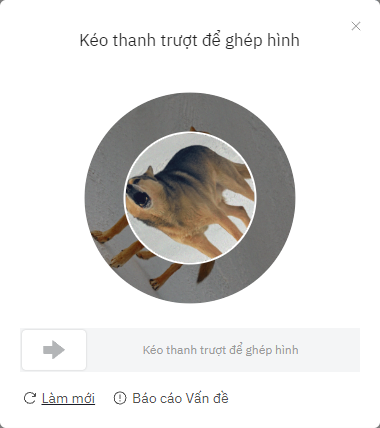 Kéo thanh trượt để ghép hình
Kéo thanh trượt để ghép hình
Làm mới
Báo cáo Vấn đề